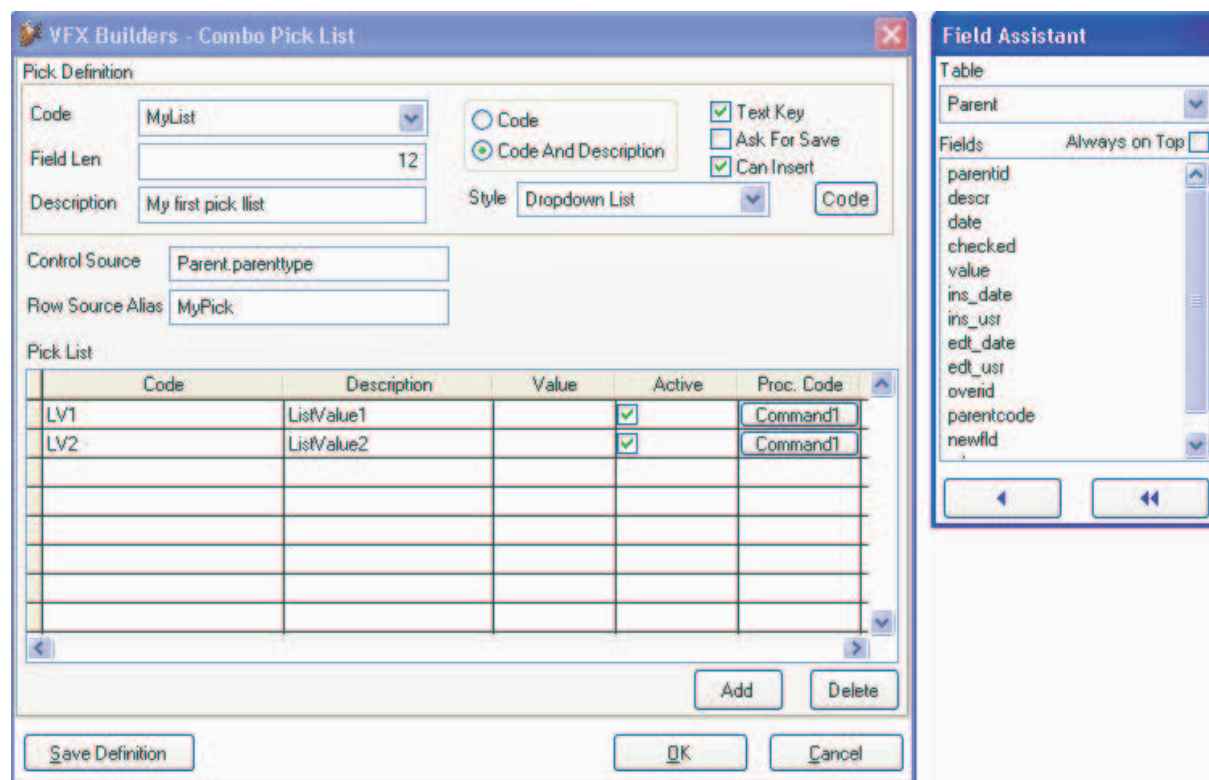 VFX Builders - Combo Pick List
Pick Definition
Code MyList
Field Len 12
Description My first pick llist
Code
Code And Description
Text Key
Ask For Save
Can Insert
Style Dropdown List Code
Control Source Parent.parenttype
Row Source Alias MyPick
Pick List
Code Description Value Active Proc. Code
LV1 ListValue1 Command1
LV2 ListValue2 Command1
Add Delete
Save Definition OK Cancel
Field Assistant
Table
Parent
Fields Always on Top
parentid
descr
date
checked
value
ins_date
ins_usr
edt_date
edt_usr
overid
parentcode
newfld